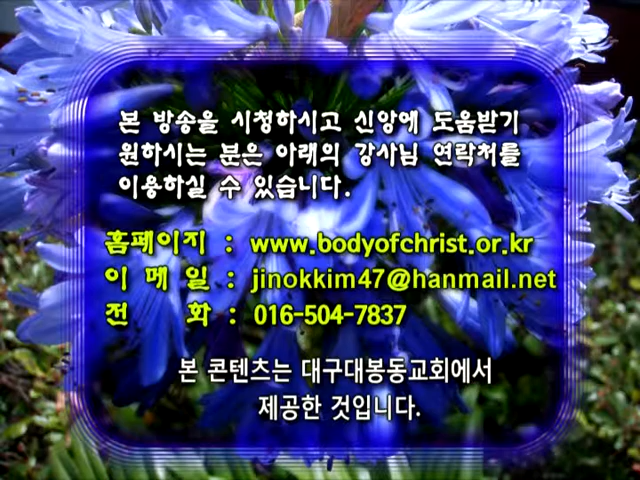 본 방송을 시청하시고 신앙에 도움받기
원하시는 분은 아래의 강사님 연락처를
이용하실 수 있습니다.
홈페이지 : www.bodyofchrist.or.kr
이 메 일 : jinokkim47@hanmail.net
전 화 : 016-504-7837
본 콘텐츠는 대구대봉동교회에서
제공한 것입니다.